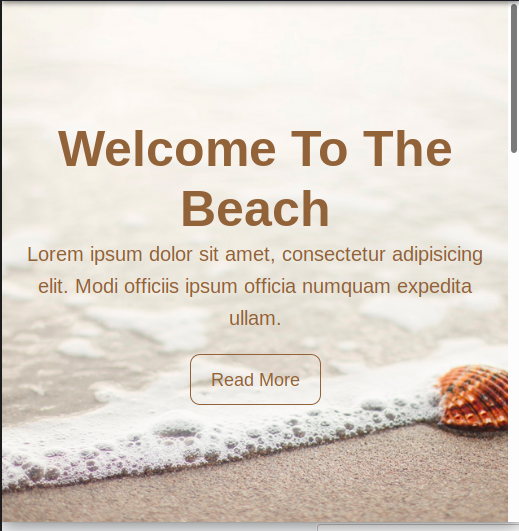 Welcome To The
Beach
Lorem ipsum dolor sit amet, consectetur adipisicing
elit. Modi officiis ipsum officia numquam expedita
ullam.
Read More